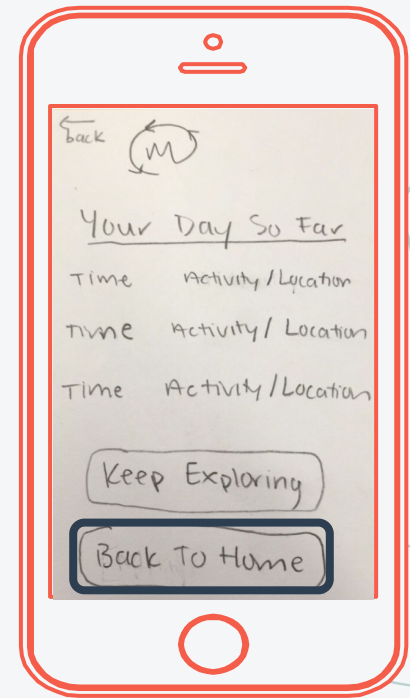 back
m
Your Day So Far
Time Activity/Location
Time Activity/Location
Time Activity/Location
Keep Exploring
Back To Home